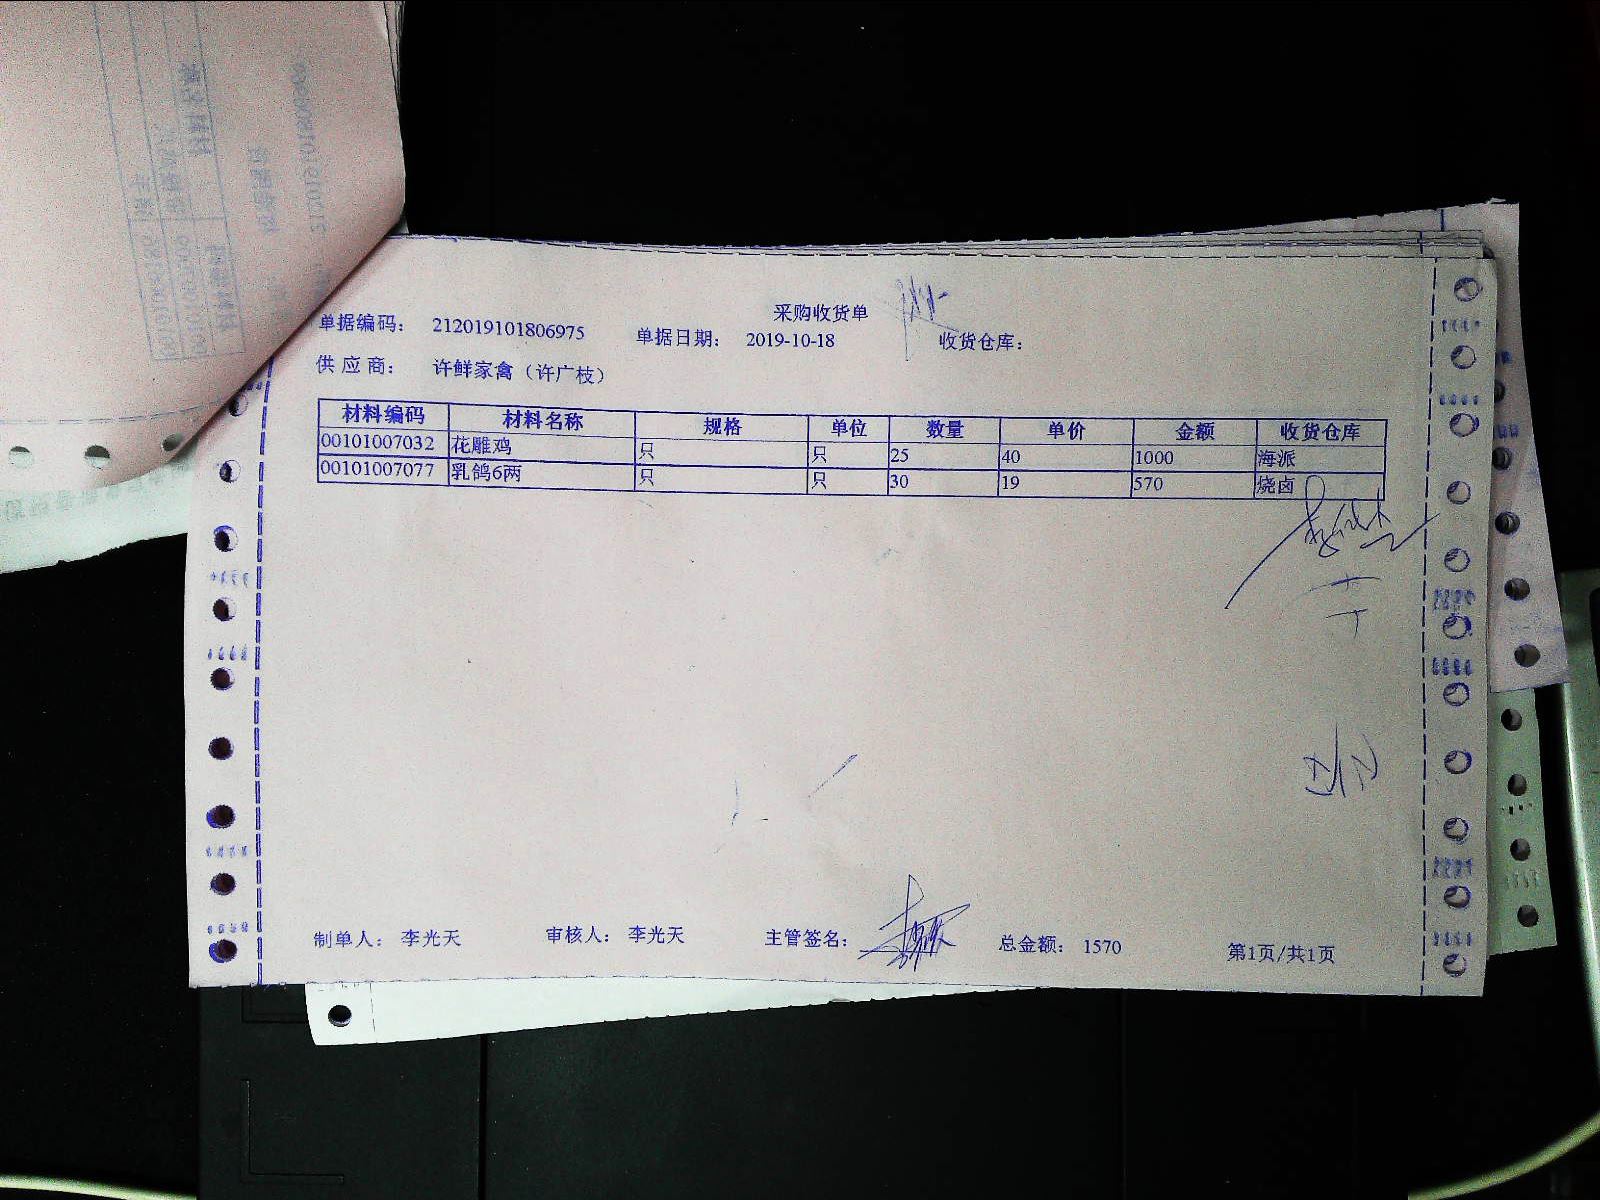 采购收货单
单据编码： 212019101806975 单据日期： 2019-10-18 收货仓库：
供应商： 许鲜家禽（许广枝）
材料编码 材料名称 规格 单位 数量 单价 金额 收货仓库
00101007032 花雕鸡 只 只 25 40 1000 海派
00101007077 乳鸽6两 只 只 30 19 570 烧卤
制单人： 李光天 审核人： 李光天 主管签名： 总金额： 1570 第1页/共1页